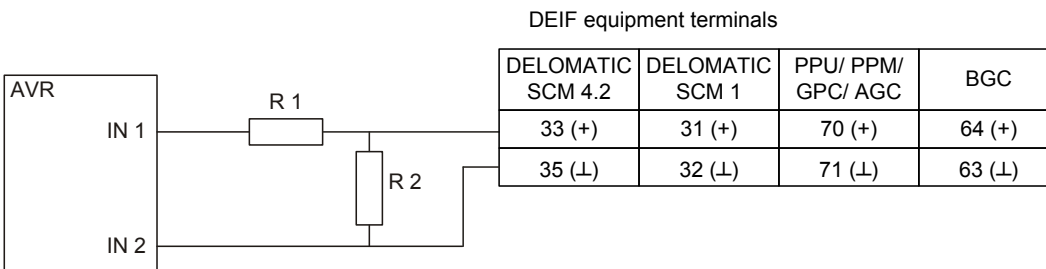 DEIF equipment terminals
DELOMATIC SCM 4.2 DELOMATIC SCM 1 PPU/ PPM/ GPC/ AGC BGC
33 (+) 31 (+) 70 (+) 64 (+)
35 (⊥) 32 (⊥) 71 (⊥) 63 (⊥)
AVR
R 1
IN 1
R 2
IN 2